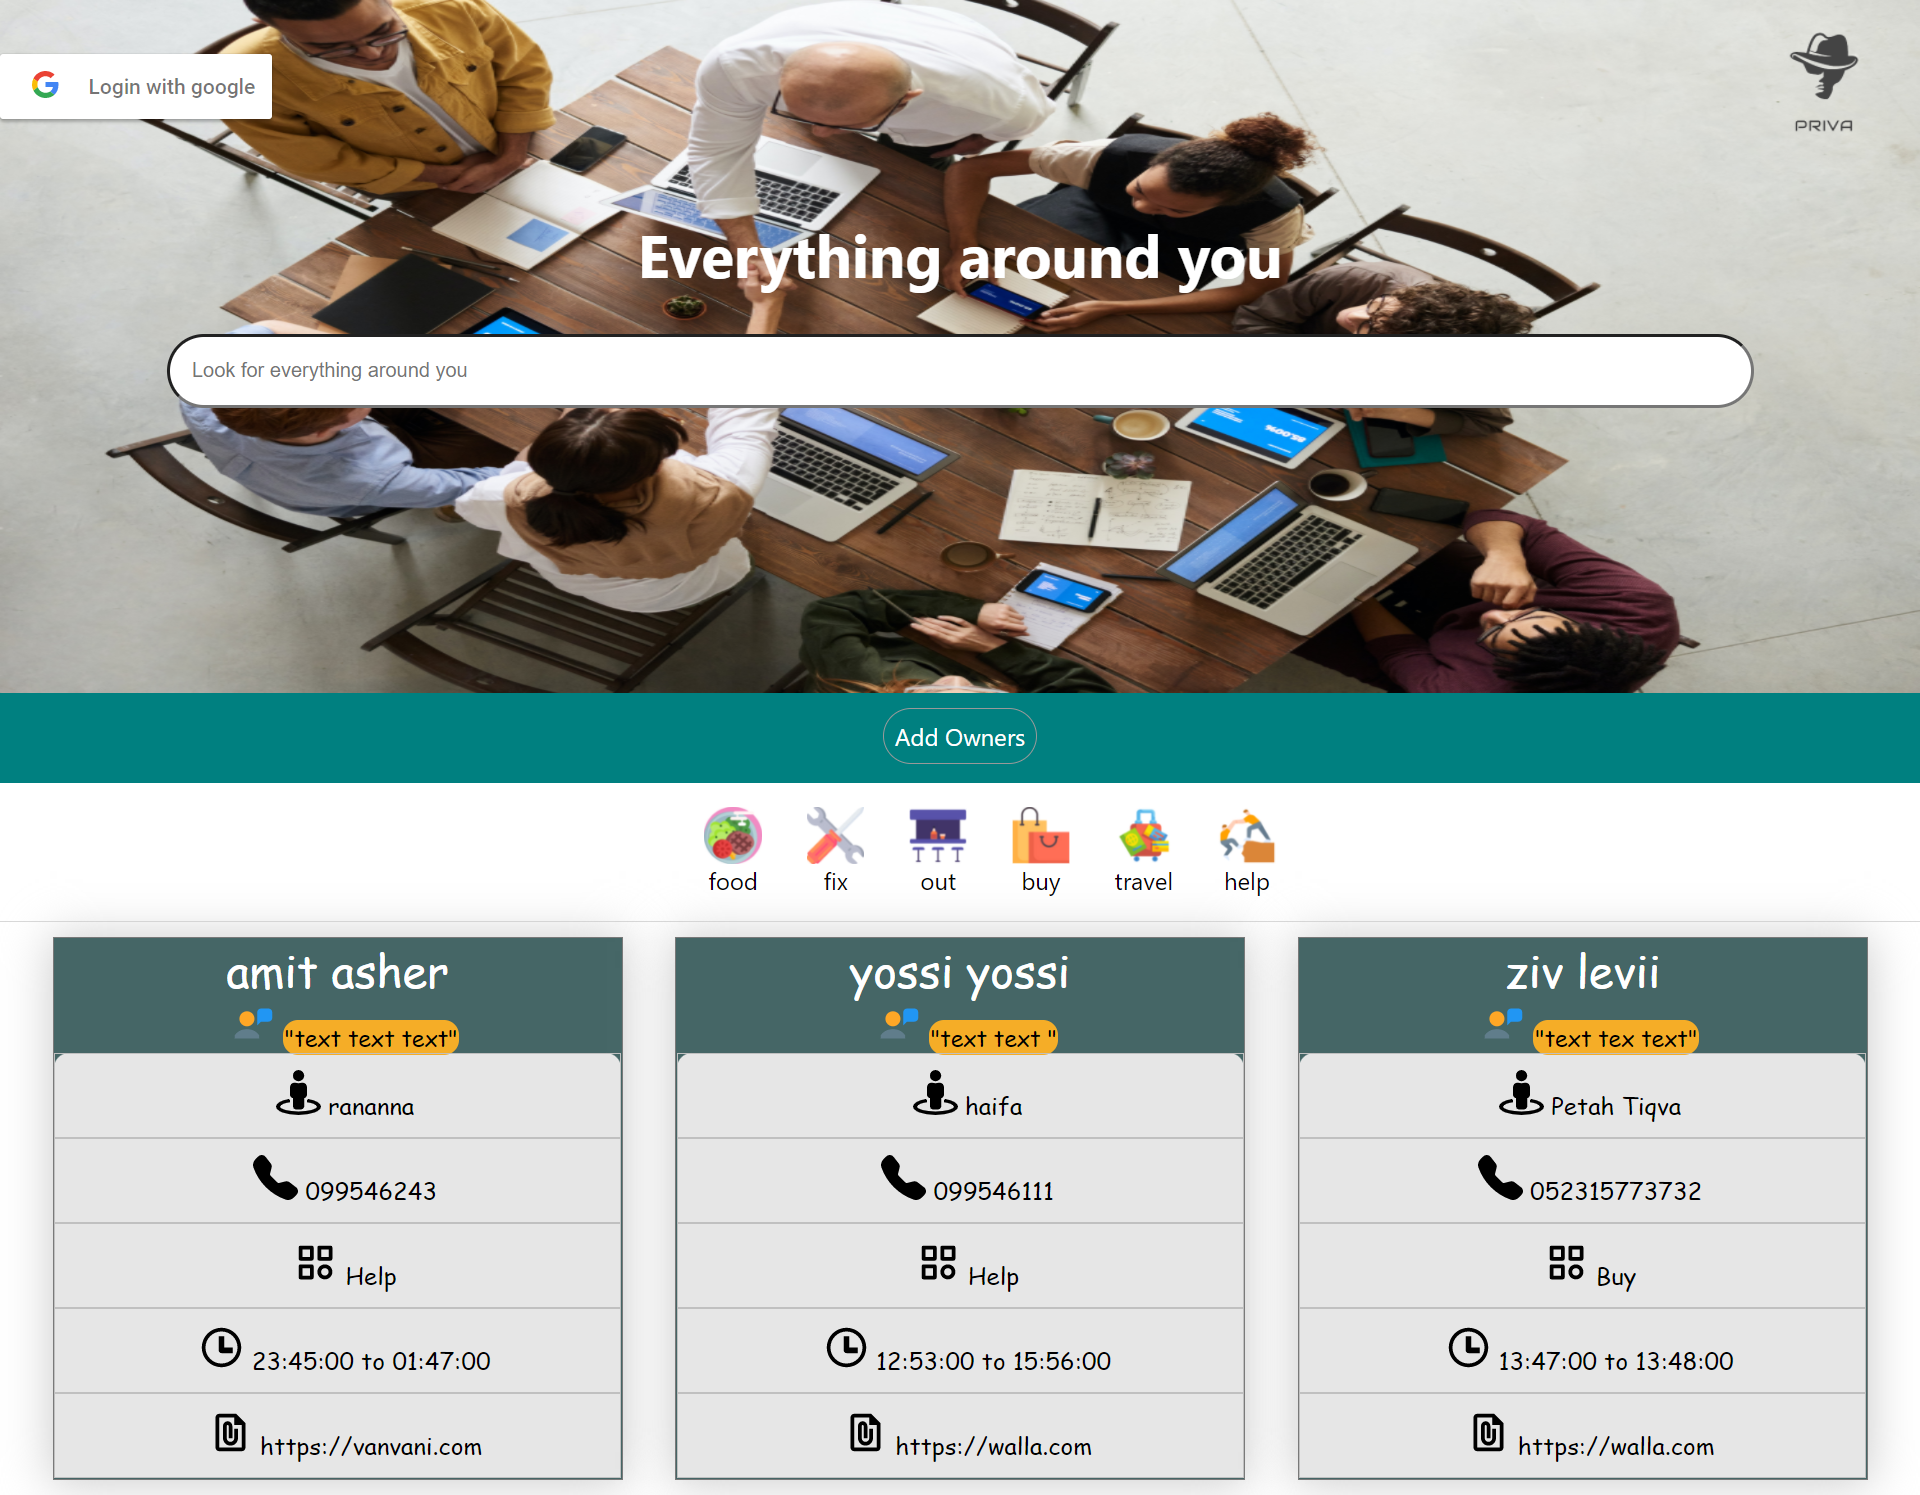 Login with google
PRIVA
Everything around you
Look for everything around you
Add Owners
food
fix
out
buy
travel
help
amit asher
"text text text"
rananna
099546243
Help
23:45:00 to 01:47:00
https://vanvani.com
yossi yossi
"text text "
haifa
099546111
Help
12:53:00 to 15:56:00
https://walla.com
ziv levii
"text tex text"
Petah Tiqva
052315773732
Buy
13:47:00 to 13:48:00
https://walla.com